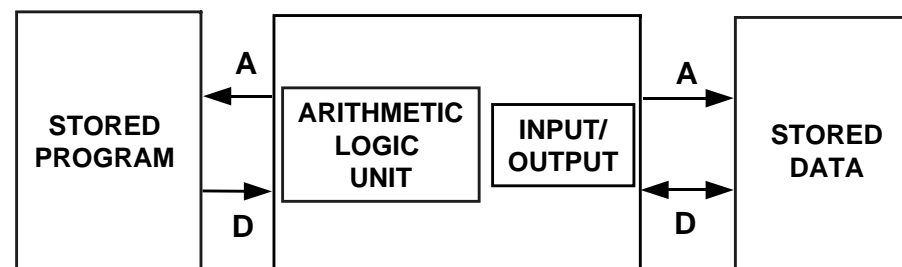 STORED
PROGRAM
A
D
ARITHMETIC
LOGIC
UNIT
INPUT/
OUTPUT
A
D
STORED
DATA